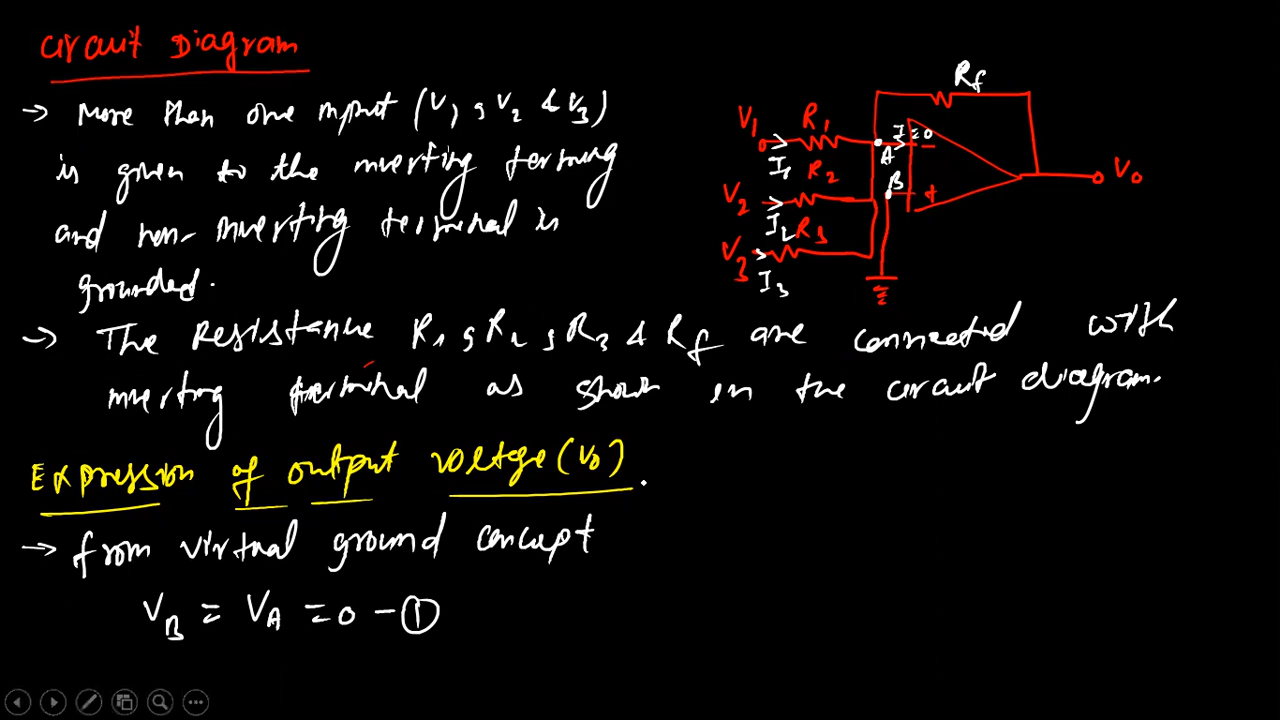 Circuit Diagram
→ More than one input (V1, V2 & V3)
is given to the inverting terming
and non-inverting terminal is
grounded.
→ The Resistance R1, R2, R3 & Rf are connected with
inverting terminal as shown in the circuit diagram.
Expression of output voltage (V0).
→ from virtual ground concept
VB = VA = 0 - ①
Rf
V1
R1
I=0
-
A
I1
R2
B
V2
+
V0
I2
R3
V3
I3